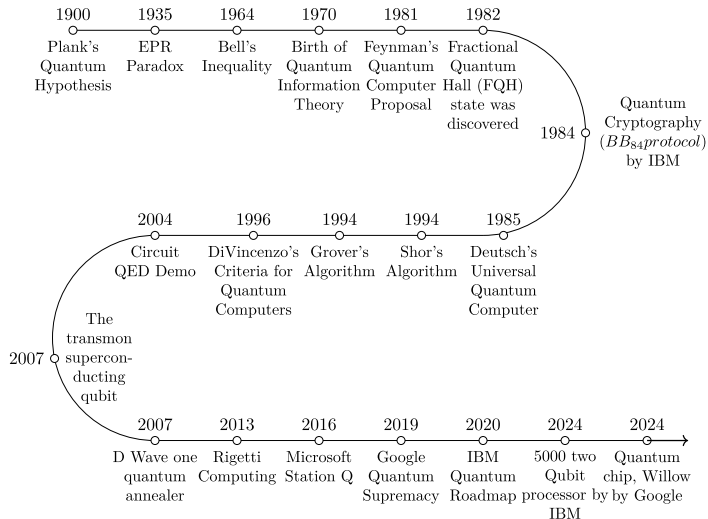 1900
Plank's
Quantum
Hypothesis
1935
EPR
Paradox
1964
Bell's
Inequality
1970
Birth of
Quantum
Information
Theory
1981
Feynman's
Quantum
Computer
Proposal
1982
Fractional
Quantum
Hall (FQH)
state was
discovered
1984
Quantum
Cryptography
(BB₈₄protocol)
by IBM
1985
Deutsch's
Universal
Quantum
Computer
1994
Shor's
Algorithm
1994
Grover's
Algorithm
1996
DiVincenzo's
Criteria for
Quantum
Computers
2004
Circuit
QED Demo
2007
The
transmon
supercon-
ducting
qubit
2007
D Wave one
quantum
annealer
2013
Rigetti
Computing
2016
Microsoft
Station Q
2019
Google
Quantum
Supremacy
2020
IBM
Quantum
Roadmap
2024
5000 two
Qubit
processor by
IBM
2024
Quantum
chip, Willow
by Google